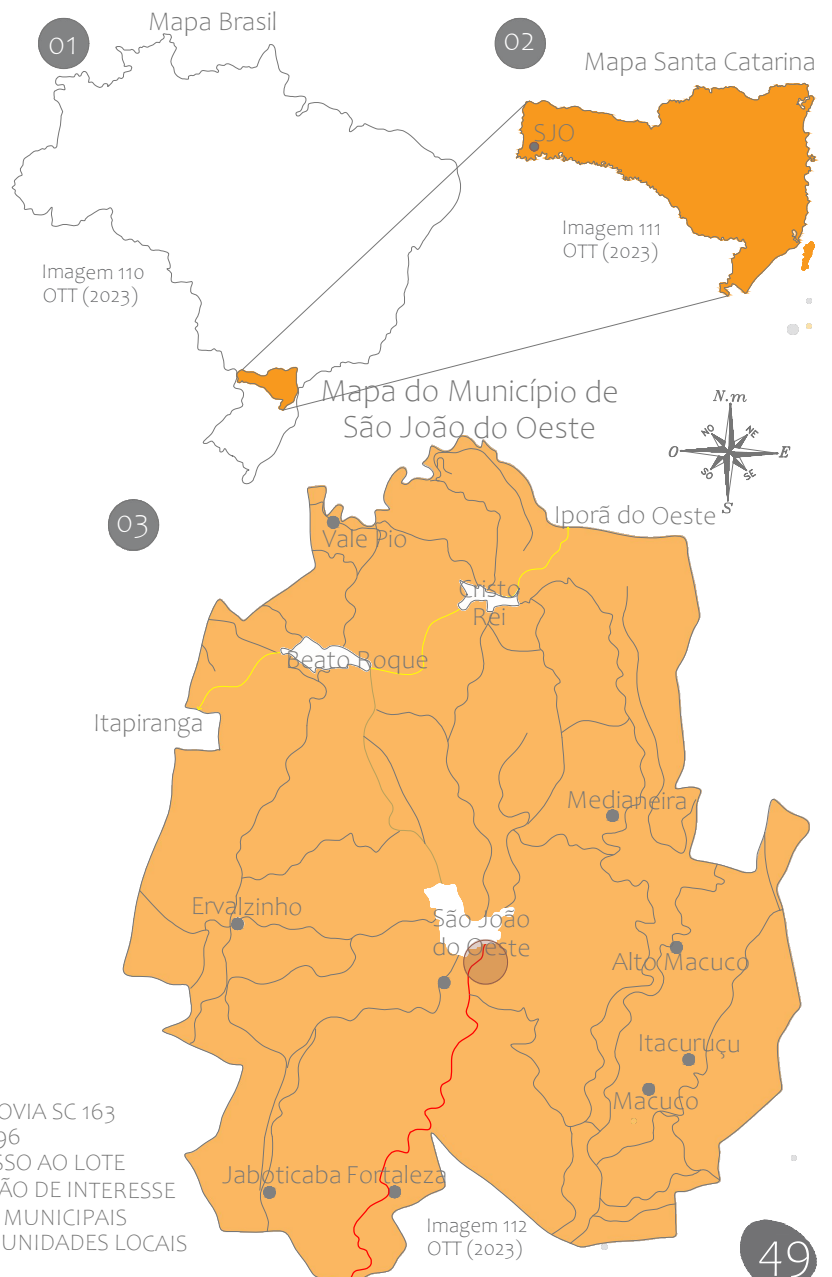 01
Mapa Brasil
02
Mapa Santa Catarina
SJO
Imagem 110
OTT (2023)
Imagem 111
OTT (2023)
Mapa do Município de
São João do Oeste
N.m
NO
NE
O
E
SO
SE
S
03
Iporã do Oeste
Vale Pio
Cristo
Rei
Beato Roque
Itapiranga
Medianeira
Ervalzinho
São João
do Oeste
Alto Macuco
Itacuruçu
Macuco
Jaboticaba
Fortaleza
OVIA SC 163
96
SSO AO LOTE
ÃO DE INTERESSE
MUNICIPAIS
UNIDADES LOCAIS
Imagem 112
OTT (2023)
49